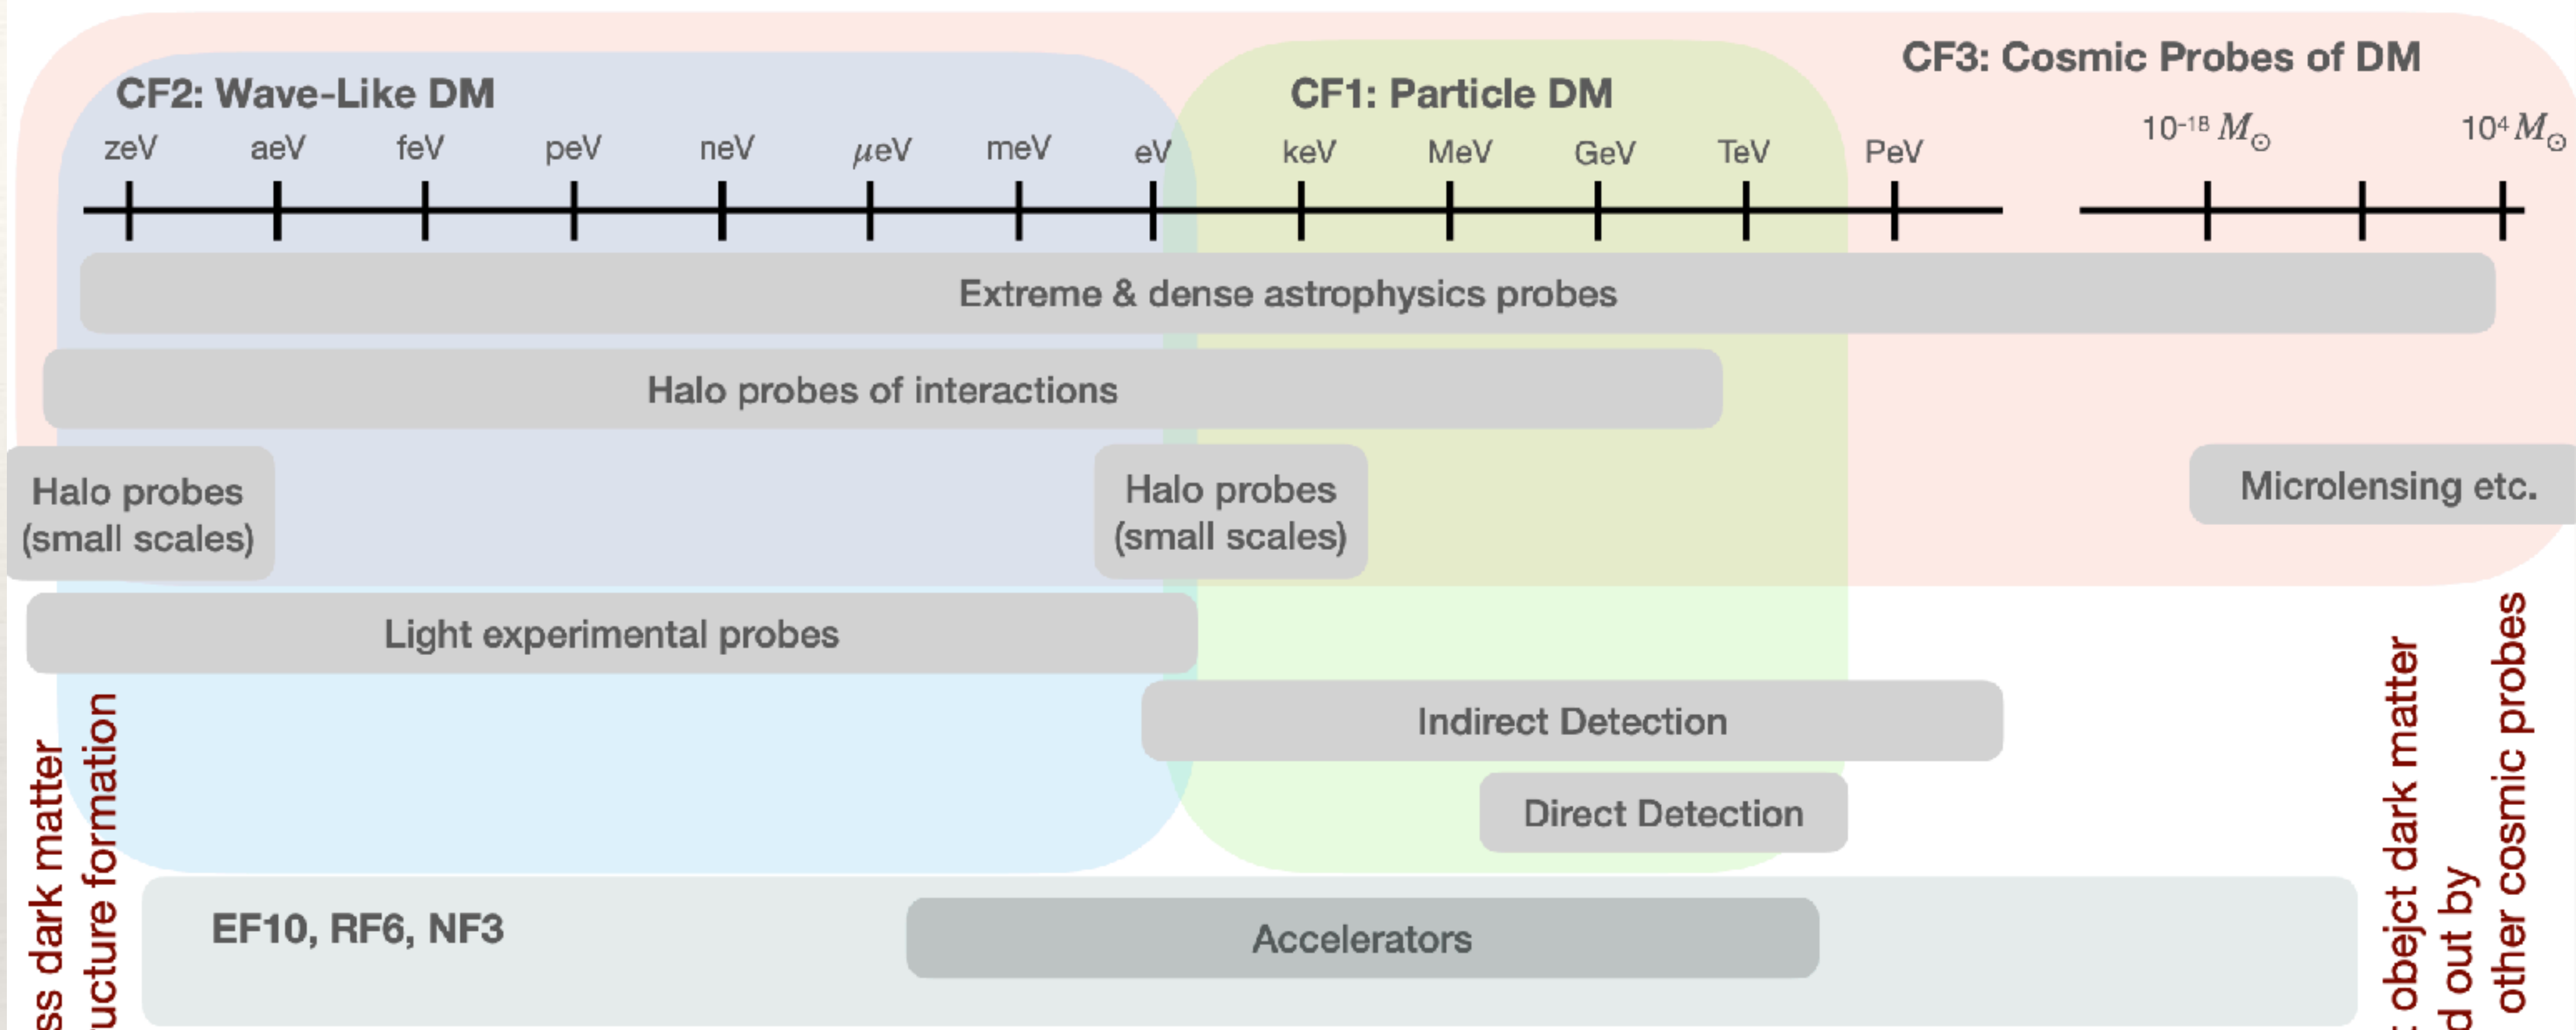 CF3: Cosmic Probes of DM
CF2: Wave-Like DM
CF1: Particle DM
zeV aeV feV peV neV μeV meV eV keV MeV GeV TeV PeV 10⁻¹⁸ M⊙ 10⁴ M⊙
Extreme & dense astrophysics probes
Halo probes of interactions
Halo probes
(small scales)
Halo probes
(small scales)
Microlensing etc.
Light experimental probes
Indirect Detection
Direct Detection
EF10, RF6, NF3
Accelerators
ss dark matter
ucture formation
obejct dark matter
d out by
other cosmic probes